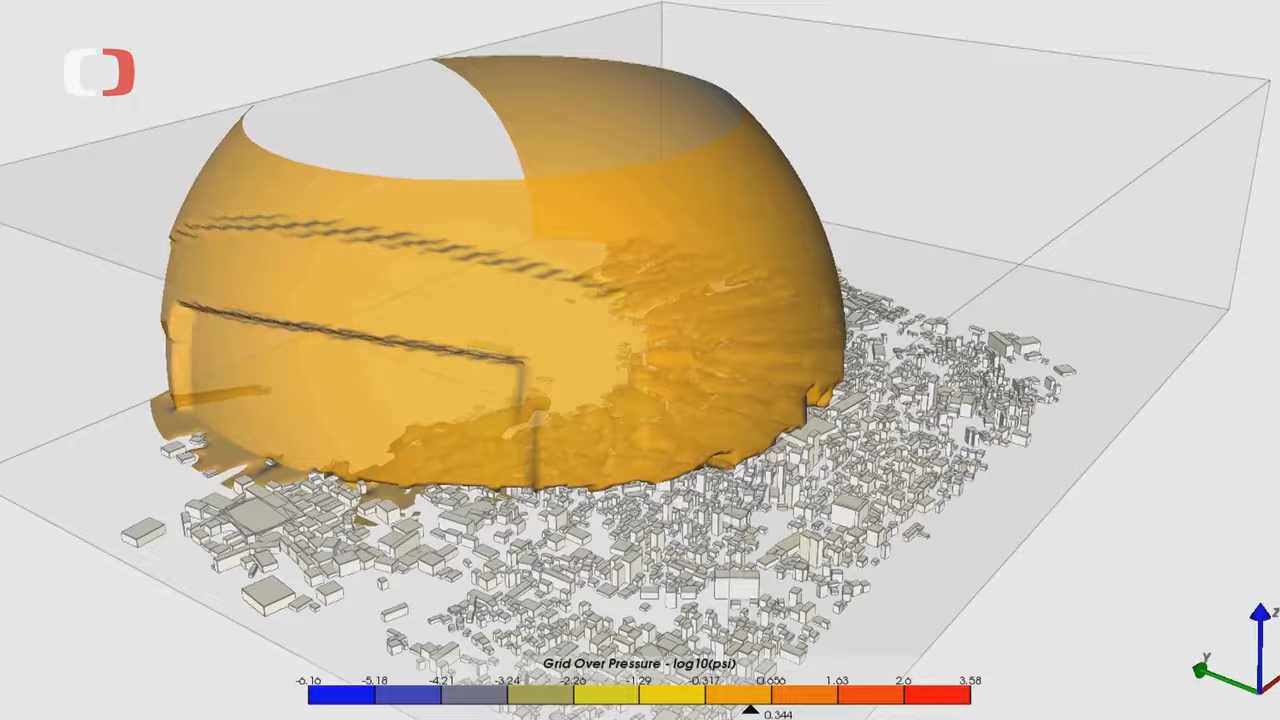 Z
Y
Grid Over Pressure - log10(psi)
-6.16 -5.18 -4.21 -3.24 -2.26 -1.29 -0.317 0.656 1.63 2.6 3.58
0.344